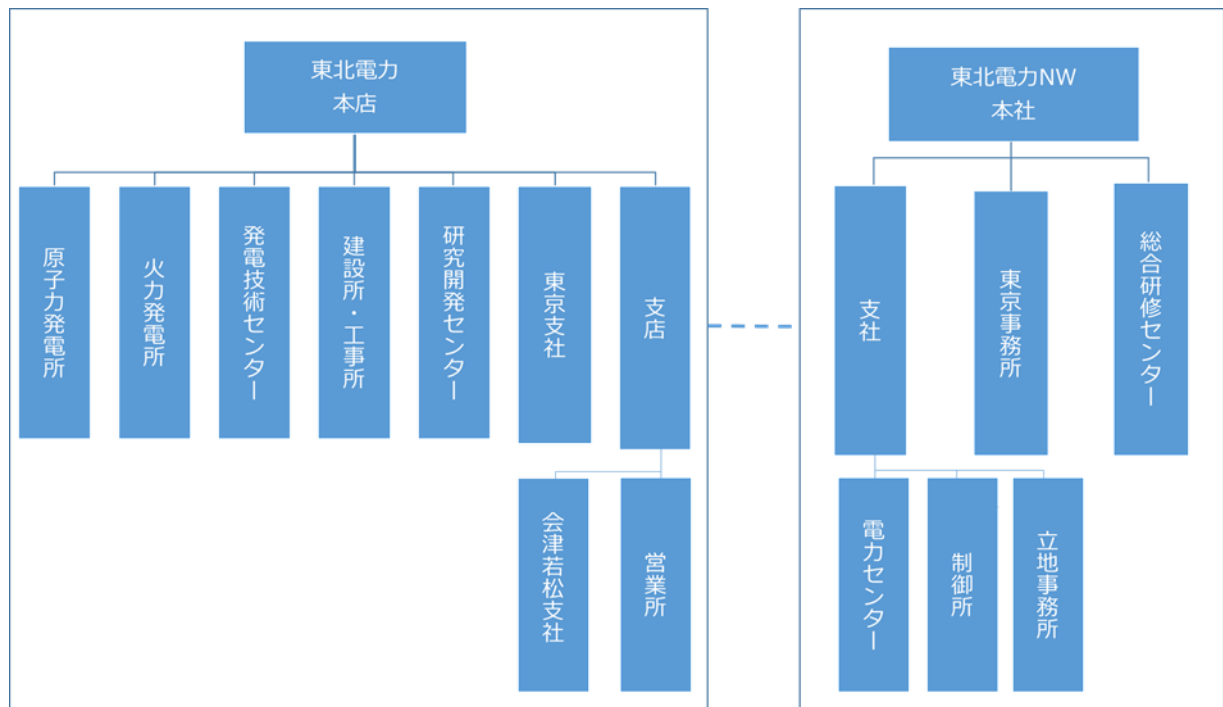 東北電力
本店
原子力発電所
火力発電所
発電技術センター
建設所・工事所
研究開発センター
東京支社
支店
会津若松支社
営業所
東北電力NW
本社
支社
東京事務所
総合研修センター
電力センター
制御所
立地事務所